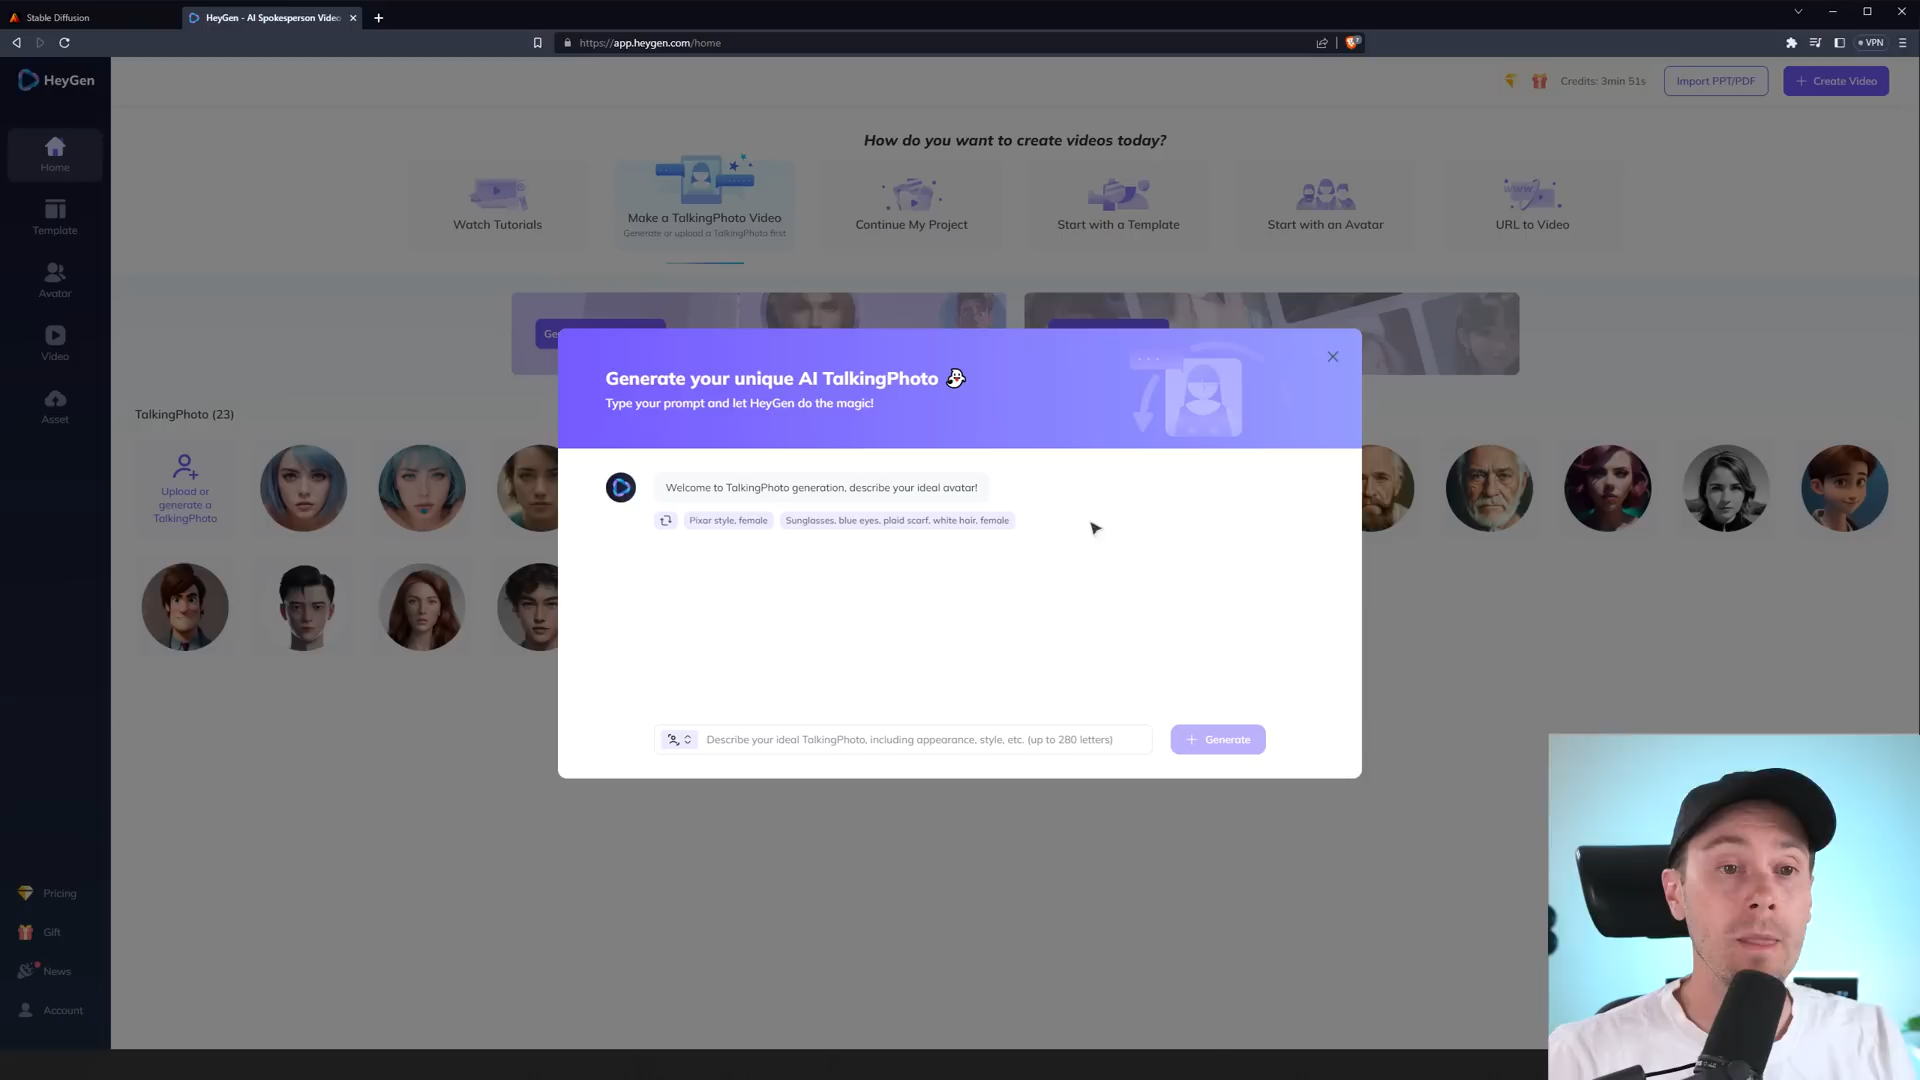 Stable Diffusion
HeyGen - AI Spokesperson Video
https://app.heygen.com/home
VPN
HeyGen
Credits: 3min 51s
Import PPT/PDF
+ Create Video
How do you want to create videos today?
Home
Template
Avatar
Video
Asset
Watch Tutorials
Make a TalkingPhoto Video
Generate or upload a TalkingPhoto first
Continue My Project
Start with a Template
Start with an Avatar
WWW
URL to Video
Ge
Generate your unique AI TalkingPhoto
Type your prompt and let HeyGen do the magic!
TalkingPhoto (23)
Upload or
generate a
TalkingPhoto
Welcome to TalkingPhoto generation, describe your ideal avatar!
Pixar style, female
Sunglasses, blue eyes, plaid scarf, white hair, female
Describe your ideal TalkingPhoto, including appearance, style, etc. (up to 280 letters)
+ Generate
Pricing
Gift
News
Account